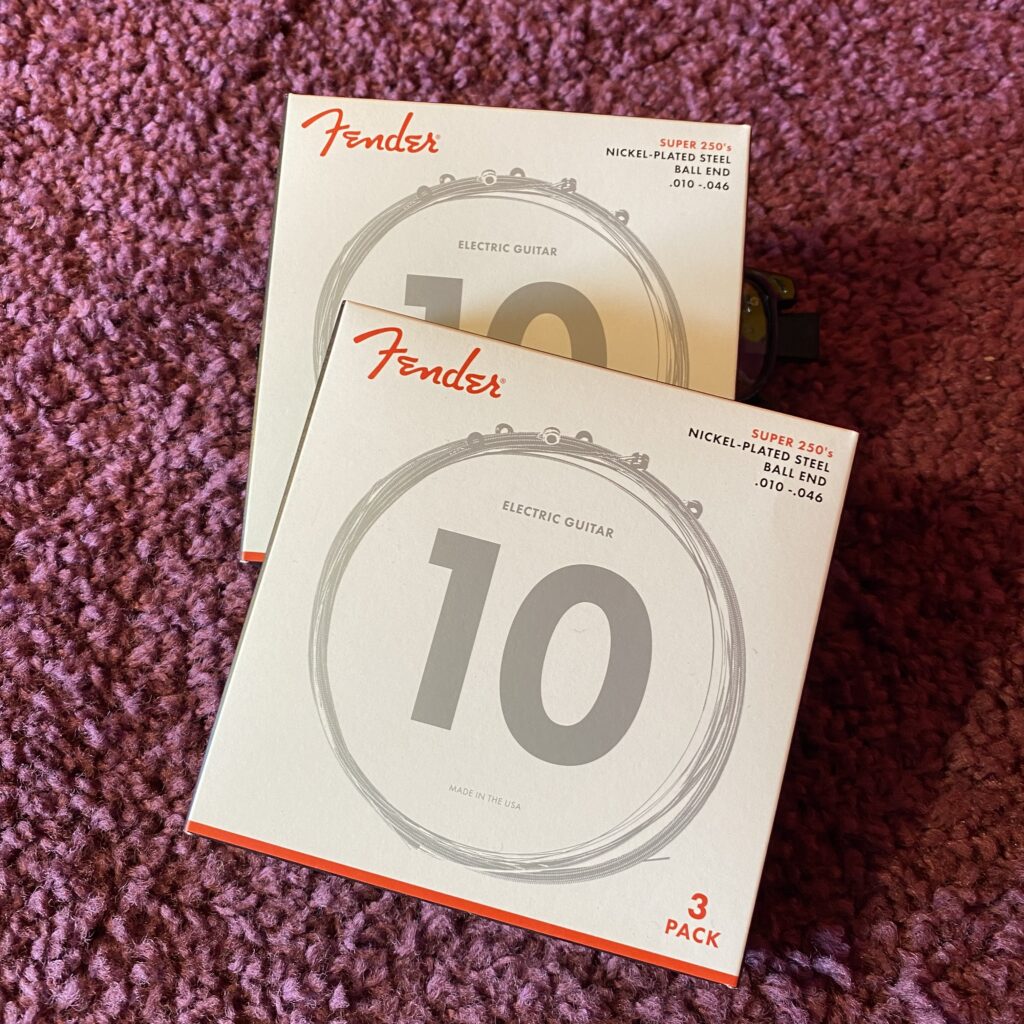 Fender®
SUPER 250's
NICKEL-PLATED STEEL
BALL END
.010 -.046
ELECTRIC GUITAR
10
Fender®
SUPER 250's
NICKEL-PLATED STEEL
BALL END
.010 -.046
ELECTRIC GUITAR
10
MADE IN THE USA
3
PACK